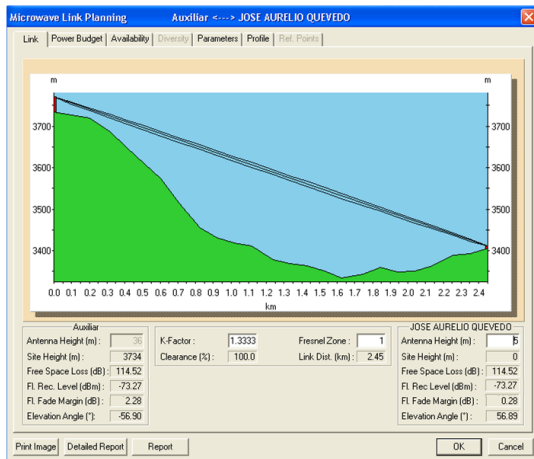 Microwave Link Planning Auxiliar <---> JOSE AURELIO QUEVEDO
Link Power Budget Availability Diversity Parameters Profile Ref. Points
m m
3700 3700
3600 3600
3500 3500
3400 3400
0.0 0.1 0.2 0.3 0.4 0.5 0.6 0.7 0.8 0.9 1.0 1.1 1.2 1.3 1.4 1.5 1.6 1.7 1.8 1.9 2.0 2.1 2.2 2.3 2.4
km
Auxiliar
Antenna Height (m) : 36
Site Height (m) : 3734
Free Space Loss (dB) : 114.52
Fl. Rec. Level (dBm) : -73.27
Fl. Fade Margin (dB) : 2.28
Elevation Angle (°): -56.90
K-Factor : 1.3333 Fresnel Zone : 1
Clearance (%) : 100.0 Link Dist. (km) : 2.45
JOSE AURELIO QUEVEDO
Antenna Height (m) : 5
Site Height (m) : 0
Free Space Loss (dB) : 114.52
Fl. Rec. Level (dBm) : -73.27
Fl. Fade Margin (dB) : 0.28
Elevation Angle (°) : 56.89
Print Image Detailed Report Report OK Cancel